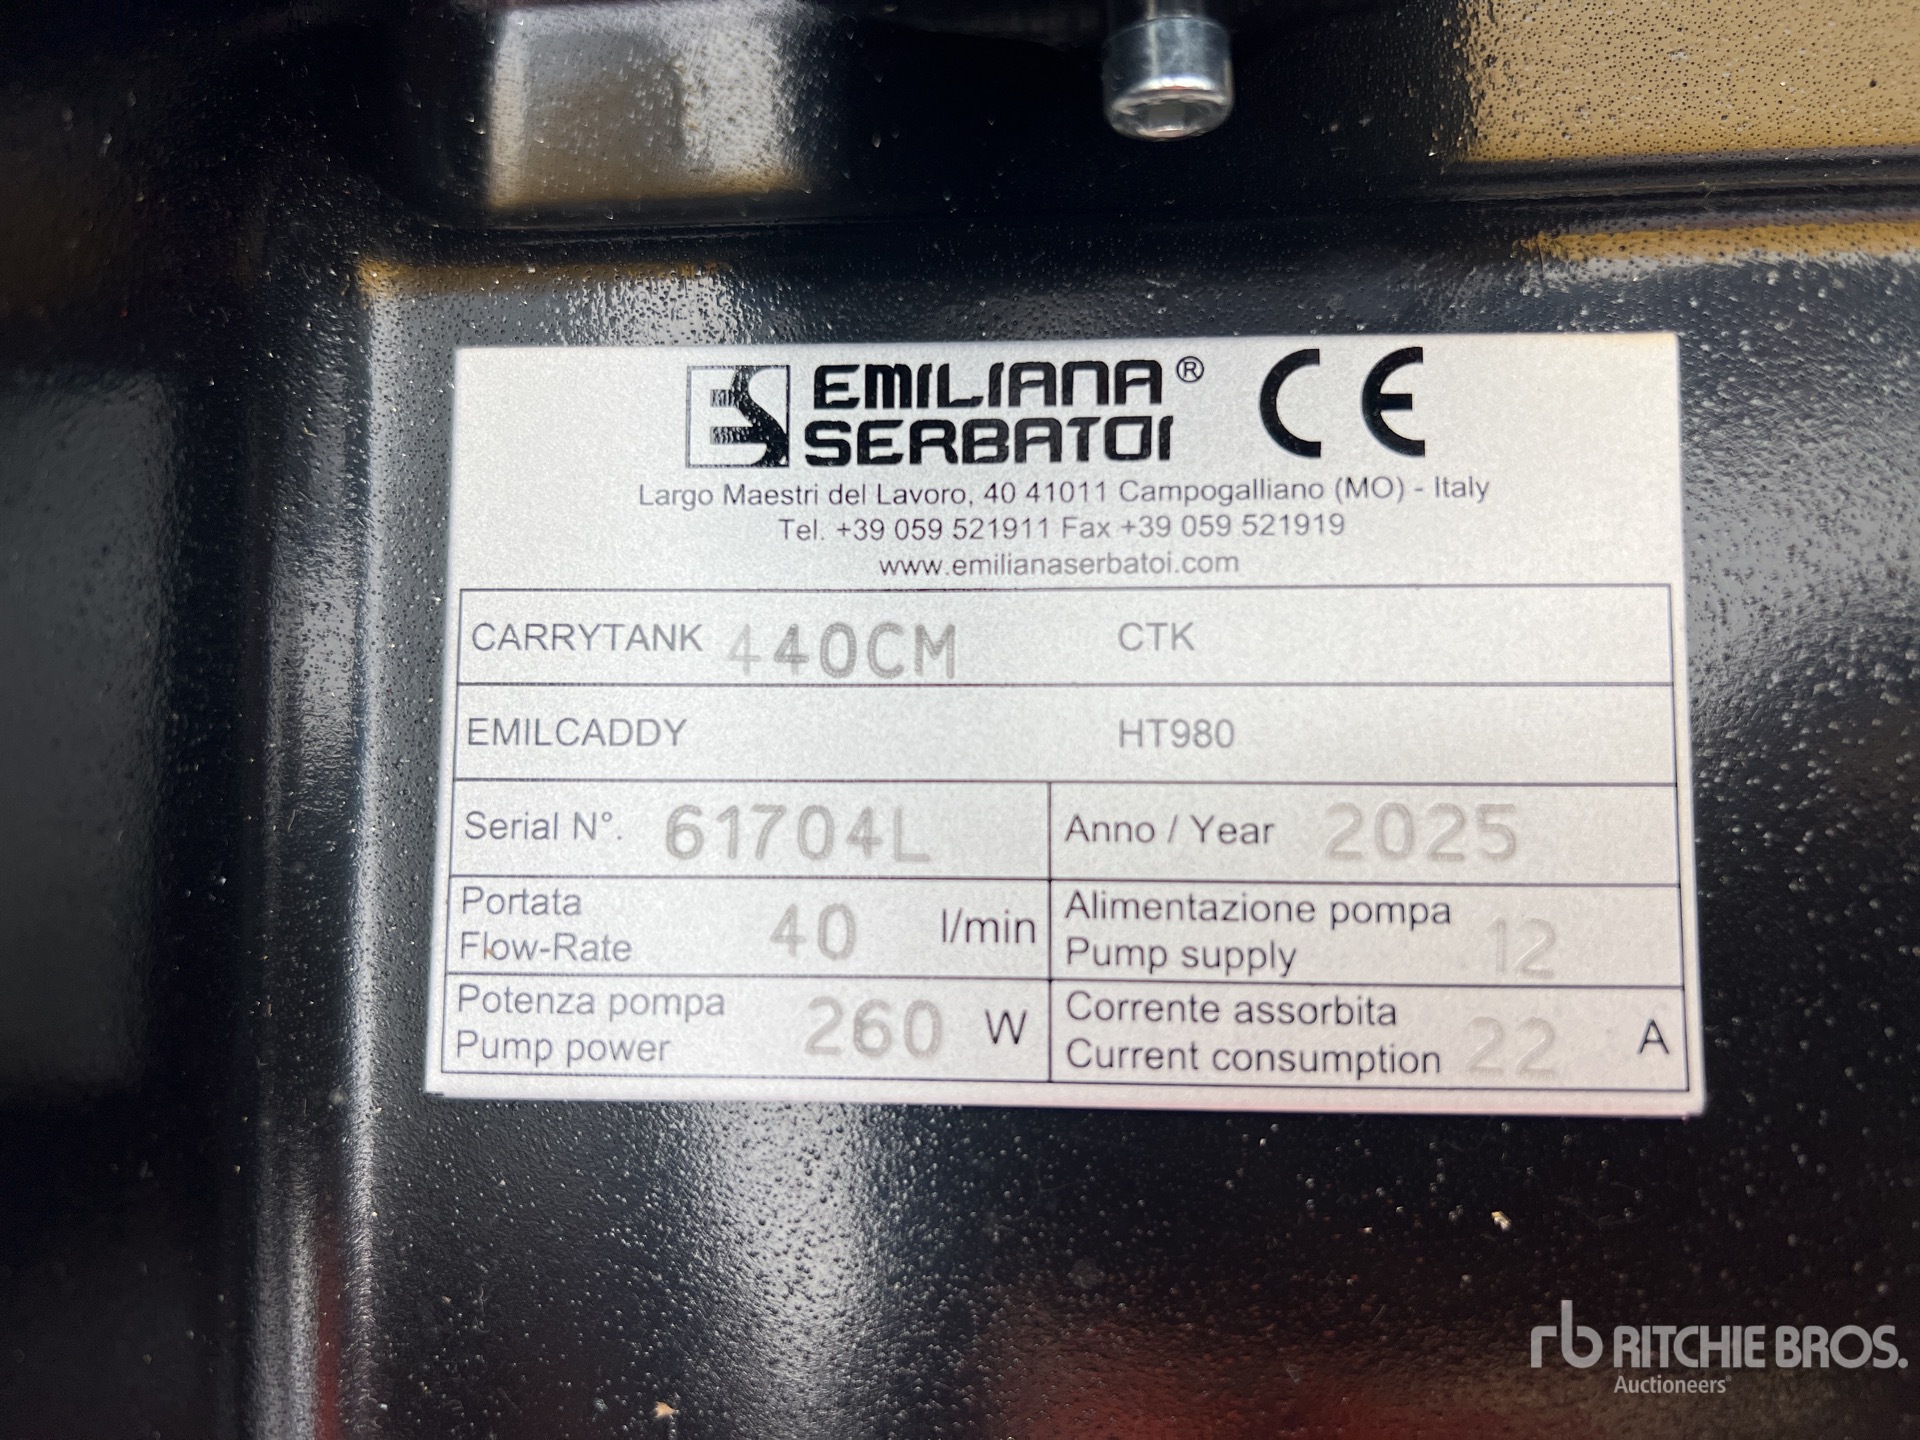 ES EMILIANA® CE
SERBATOI
Largo Maestri del Lavoro, 40 41011 Campogalliano (MO) - Italy
Tel. +39 059 521911 Fax +39 059 521919
www.emilianaserbatoi.com
CARRYTANK 440CM CTK
EMILCADDY HT980
Serial N°. 61704L Anno / Year 2025
Portata
Flow-Rate 40 l/min
Alimentazione pompa
Pump supply 12
Potenza pompa
Pump power 260 W
Corrente assorbita
Current consumption 22 A
rb RITCHIE BROS.
Auctioneers